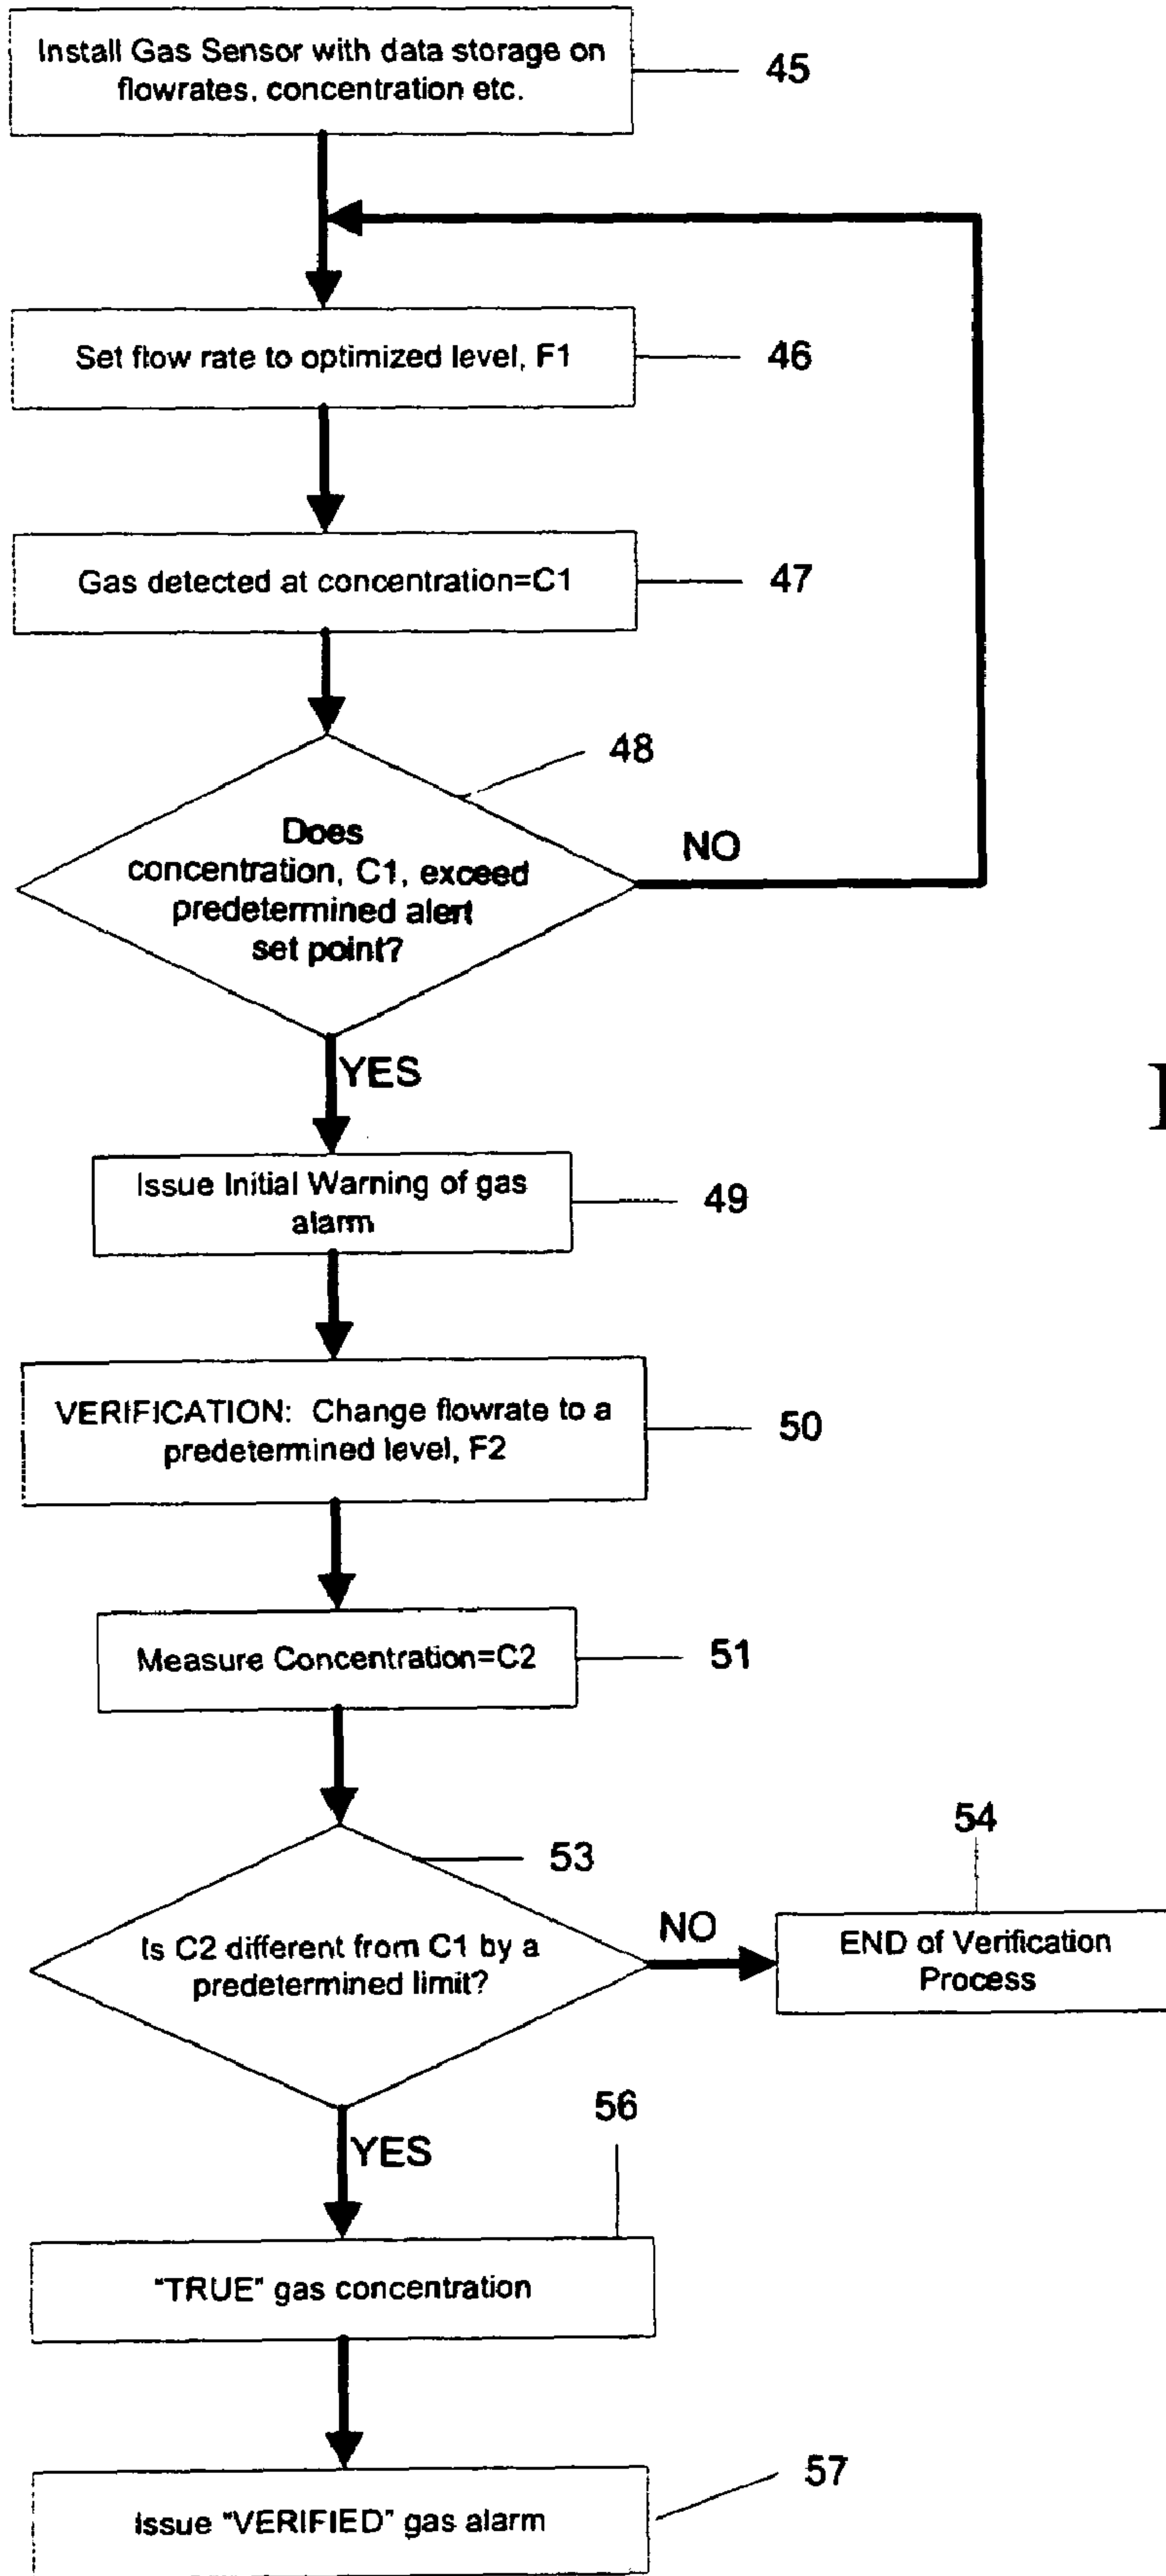 Install Gas Sensor with data storage on
flowrates, concentration etc.
45
Set flow rate to optimized level, F1
46
Gas detected at concentration=C1
47
48
Does
concentration, C1, exceed
predetermined alert
set point?
NO
YES
Issue Initial Warning of gas
alarm
49
VERIFICATION: Change flowrate to a
predetermined level, F2
50
Measure Concentration=C2
51
53
Is C2 different from C1 by a
predetermined limit?
NO
54
END of Verification
Process
YES
56
"TRUE" gas concentration
Issue "VERIFIED" gas alarm
57